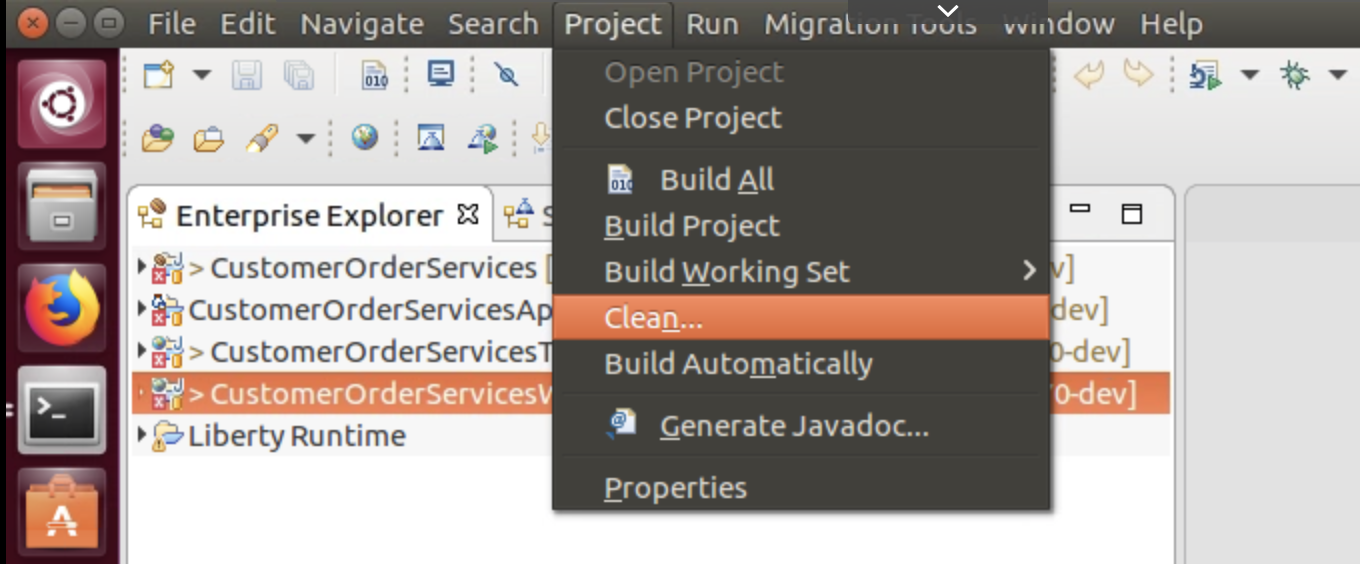 File Edit Navigate Search Project Run Migration Tools Window Help
Open Project
Close Project
Build All
Build Project
Build Working Set
Clean...
Build Automatically
Generate Javadoc...
Properties
Enterprise Explorer
> CustomerOrderServices [
CustomerOrderServicesAp dev]
> CustomerOrderServicesT 0-dev]
> CustomerOrderServicesW 0-dev]
Liberty Runtime